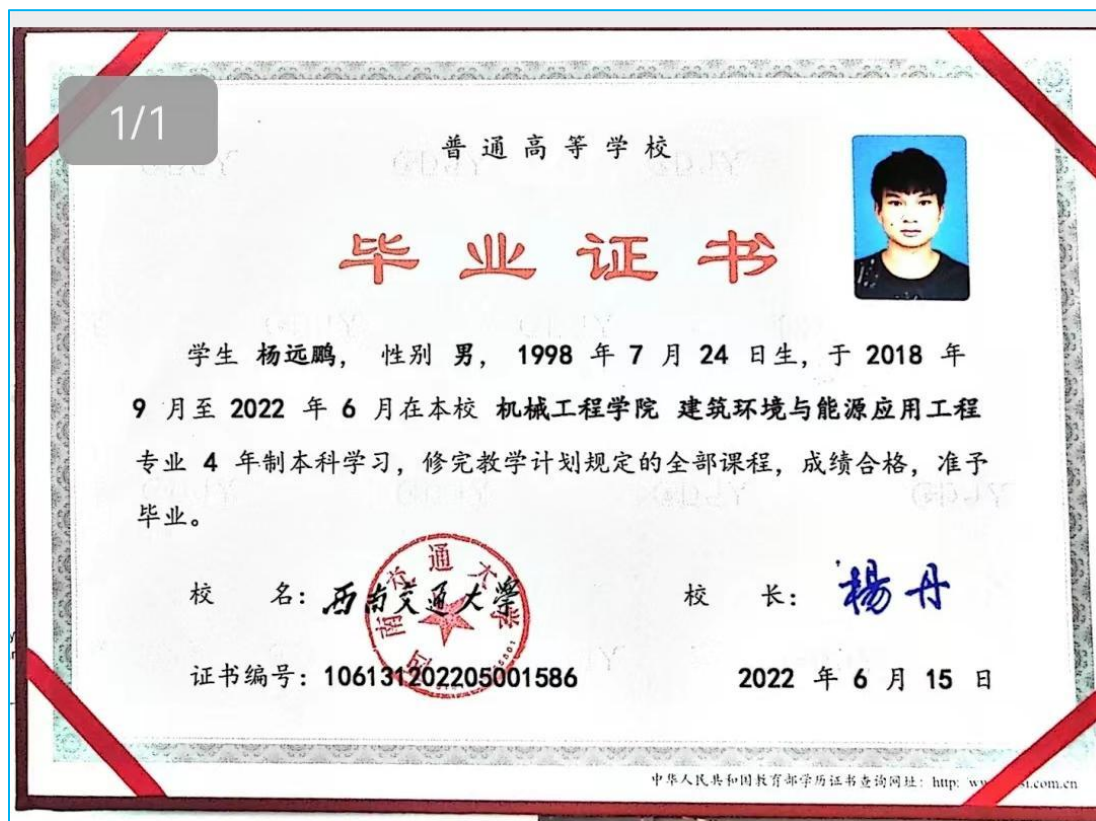 1/1
普通高等学校
毕业证书
学生 杨远鹏， 性别 男， 1998 年 7 月 24 日生，于 2018 年
9 月至 2022 年 6 月在本校 机械工程学院 建筑环境与能源应用工程
专业 4 年制本科学习，修完教学计划规定的全部课程，成绩合格，准予
毕业。
校 名：西南交通大學
校 长：楊丹
证书编号：106131202205001586
2022 年 6 月 15 日
中华人民共和国教育部学历证书查询网址：http: ww si.com.cn